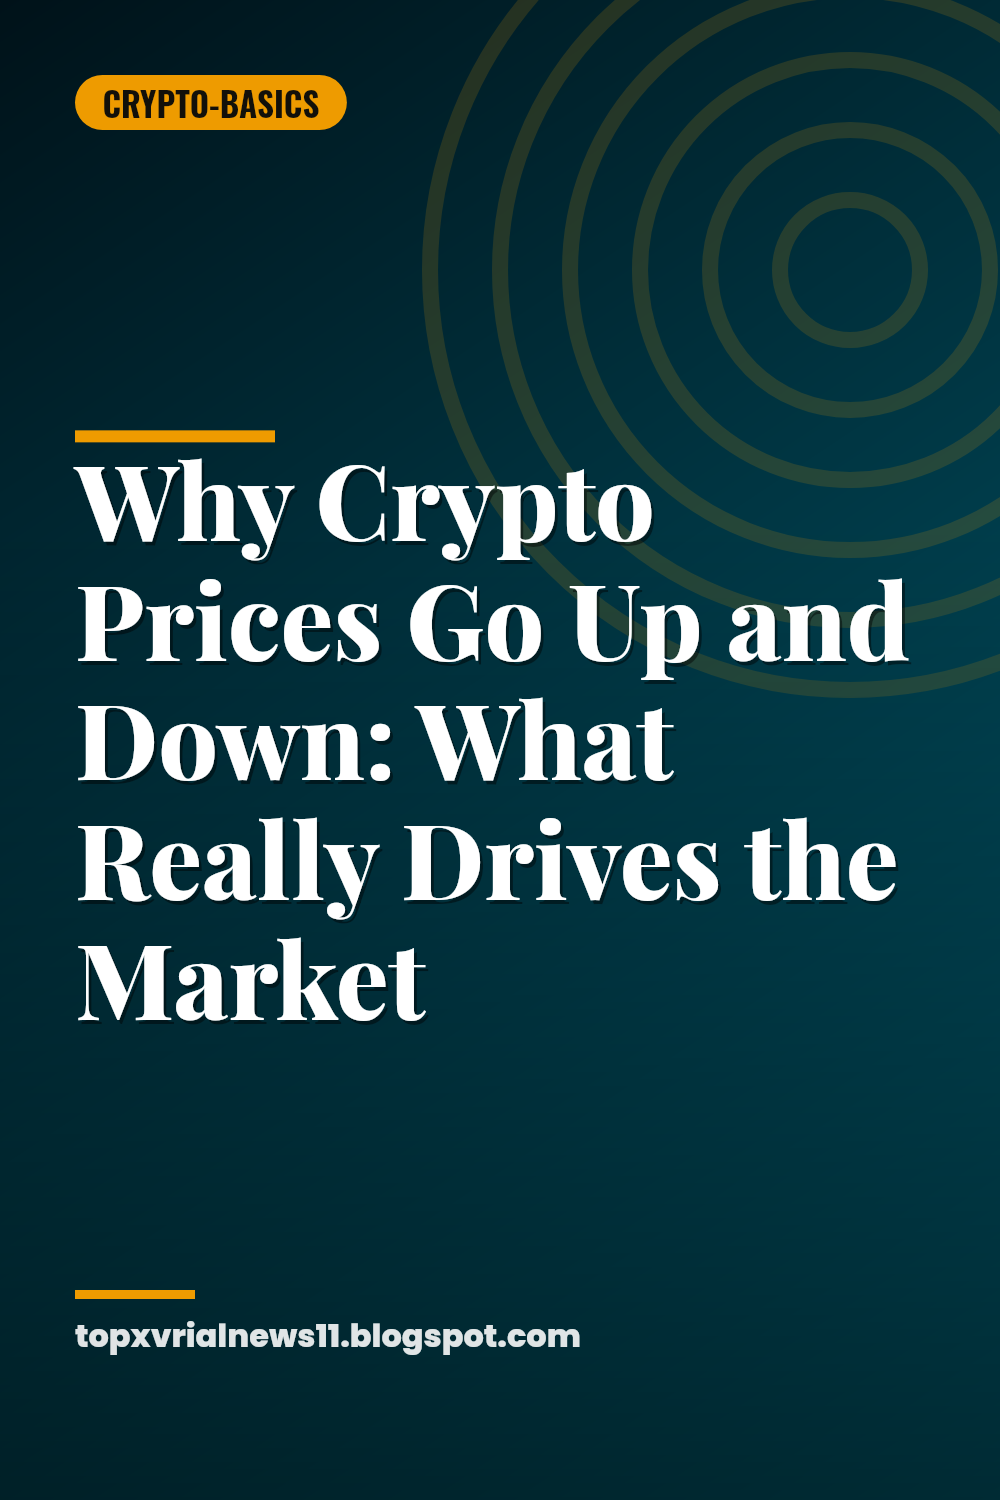 CRYPTO-BASICS
Why Crypto
Prices Go Up and
Down: What
Really Drives the
Market
topxvrialnews11.blogspot.com